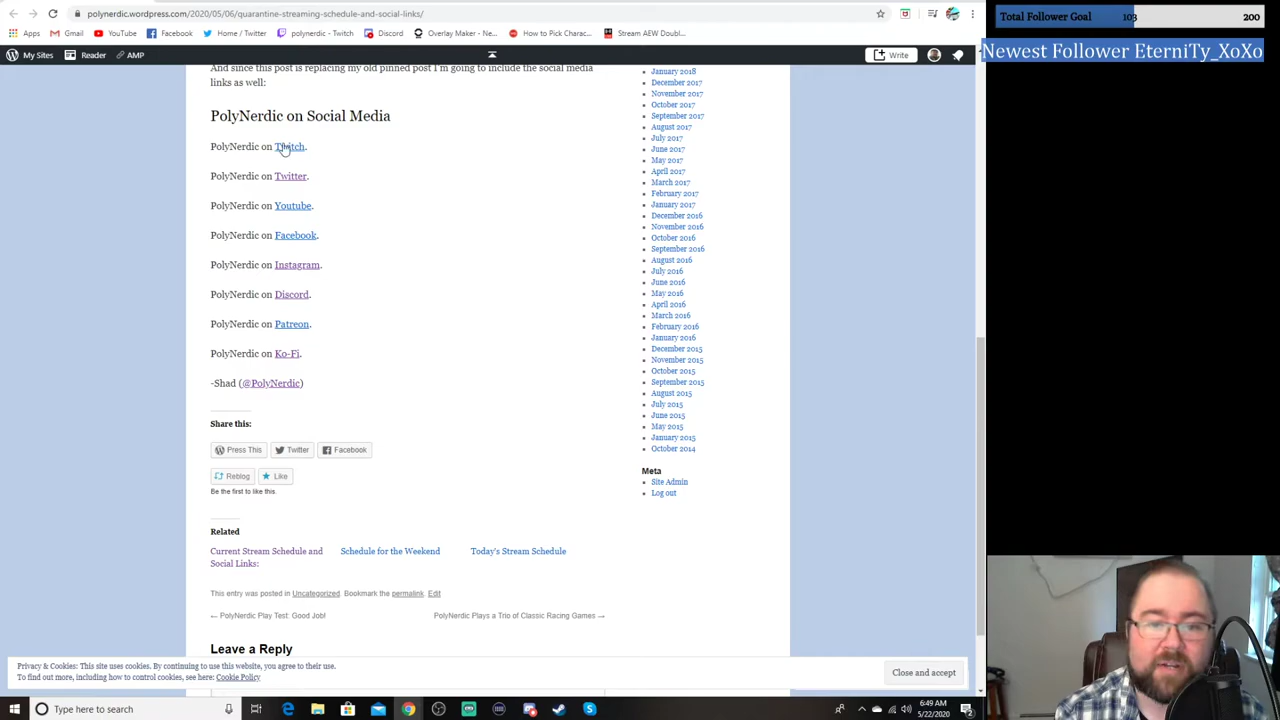 polynerdic.wordpress.com/2020/05/06/quarantine-streaming-schedule-and-social-links/
Apps Gmail YouTube Facebook Home / Twitter polynerdic - Twitch Discord Overlay Maker - Ne... How to Pick Charac... Stream AEW Doubl...
My Sites Reader AMP Write
Total Follower Goal 103 200
Newest Follower EterniTy_XoXo
And since this post is replacing my old pinned post I'm going to include the social media
links as well:
PolyNerdic on Social Media
PolyNerdic on Twitch.
PolyNerdic on Twitter.
PolyNerdic on Youtube.
PolyNerdic on Facebook.
PolyNerdic on Instagram.
PolyNerdic on Discord.
PolyNerdic on Patreon.
PolyNerdic on Ko-Fi.
-Shad (@PolyNerdic)
Share this:
Press This Twitter Facebook
Reblog Like
Be the first to like this.
Related
Current Stream Schedule and
Social Links:
Schedule for the Weekend
Today's Stream Schedule
This entry was posted in Uncategorized. Bookmark the permalink. Edit
← PolyNerdic Play Test: Good Job!
PolyNerdic Plays a Trio of Classic Racing Games →
Leave a Reply
January 2018
December 2017
November 2017
October 2017
September 2017
August 2017
July 2017
June 2017
May 2017
April 2017
March 2017
February 2017
January 2017
December 2016
November 2016
October 2016
September 2016
August 2016
July 2016
June 2016
May 2016
April 2016
March 2016
February 2016
January 2016
December 2015
November 2015
October 2015
September 2015
August 2015
July 2015
June 2015
May 2015
January 2015
October 2014
Meta
Site Admin
Log out
Privacy & Cookies: This site uses cookies. By continuing to use this website, you agree to their use.
To find out more, including how to control cookies, see here: Cookie Policy
Close and accept
Type here to search
6:49 AM
5/22/2020
2